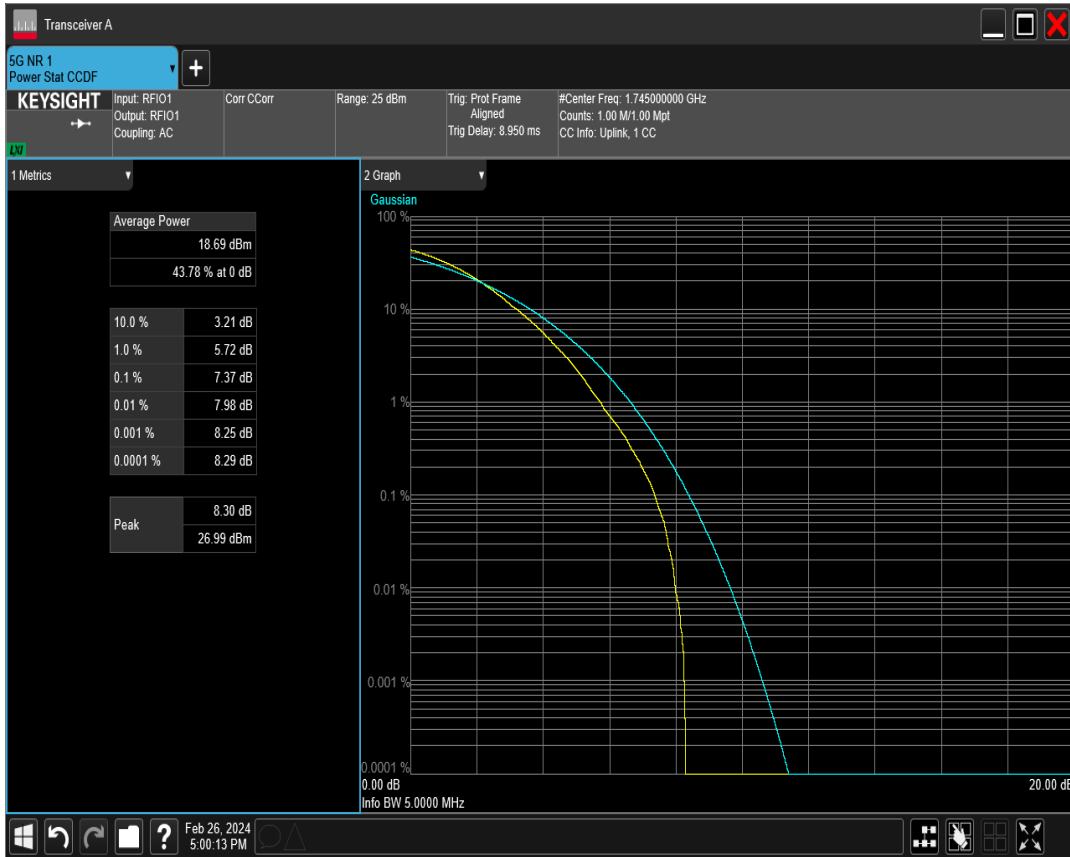 Transceiver A
5G NR 1
Power Stat CCDF
+
KEYSIGHT
LXI
Input: RFIO1
Output: RFIO1
Coupling: AC
Corr CCorr
Range: 25 dBm
Trig: Prot Frame
Aligned
Trig Delay: 8.950 ms
#Center Freq: 1.745000000 GHz
Counts: 1.00 M/1.00 Mpt
CC Info: Uplink, 1 CC
1 Metrics
Average Power
18.69 dBm
43.78 % at 0 dB
10.0 % 3.21 dB
1.0 % 5.72 dB
0.1 % 7.37 dB
0.01 % 7.98 dB
0.001 % 8.25 dB
0.0001 % 8.29 dB
Peak 8.30 dB
26.99 dBm
2 Graph
Gaussian
100 %
10 %
1 %
0.1 %
0.01 %
0.001 %
0.0001 %
0.00 dB 20.00 dB
Info BW 5.0000 MHz
?
Feb 26, 2024
5:00:13 PM